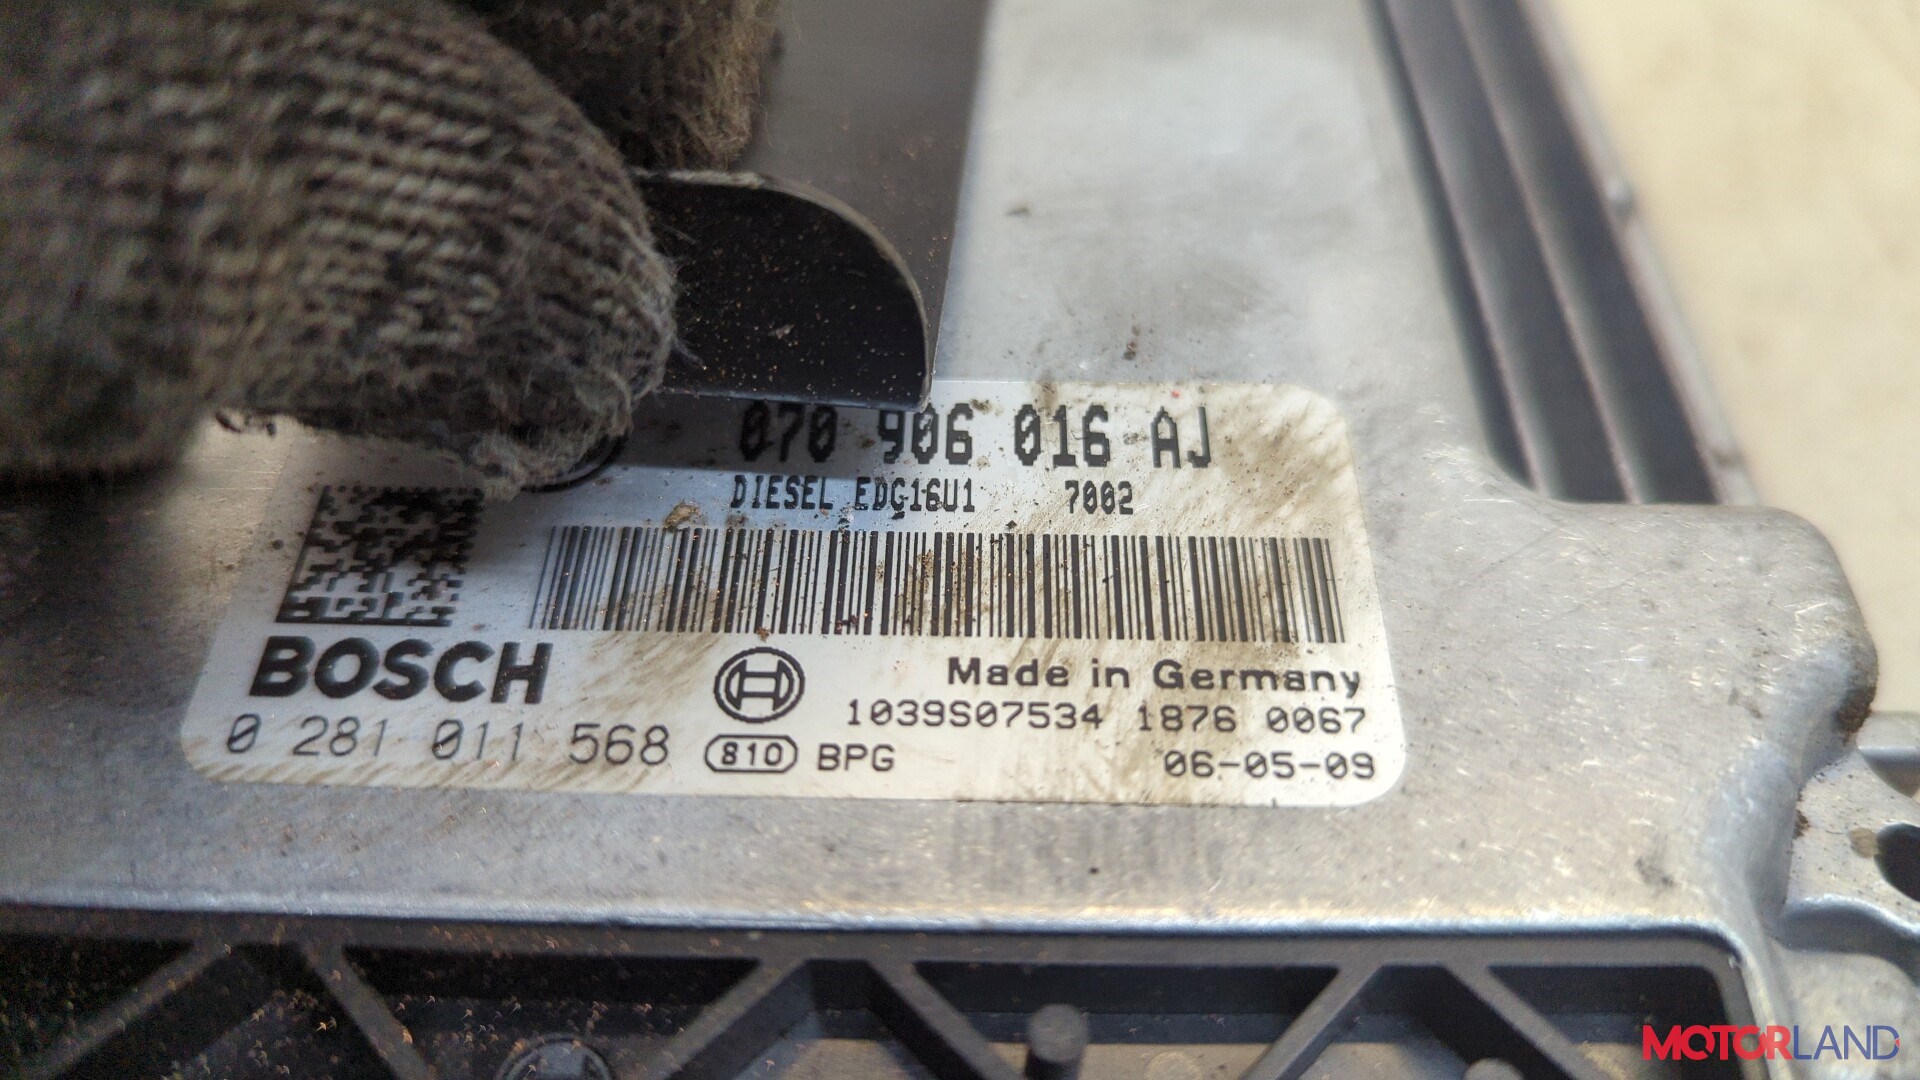 070 906 016 AJ
DIESEL EDC16U1 7002
BOSCH
Made in Germany
1039S07534 1876 0067
0 281 011 568
810 BPG
06-05-09
MOTORLAND